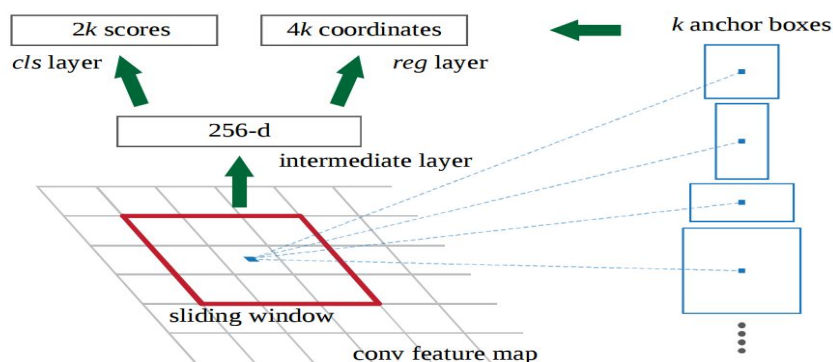 2k scores
4k coordinates
k anchor boxes
cls layer
reg layer
256-d
intermediate layer
sliding window
conv feature map